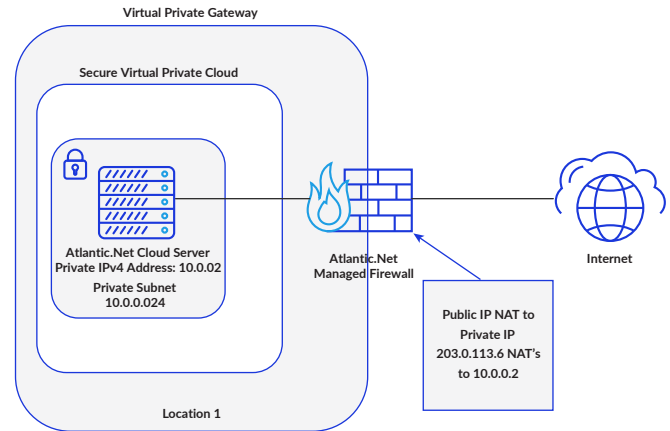 Virtual Private Gateway
Secure Virtual Private Cloud
Atlantic.Net Cloud Server
Private IPv4 Address: 10.0.02
Private Subnet
10.0.0.024
Location 1
Atlantic.Net
Managed Firewall
Internet
Public IP NAT to
Private IP
203.0.113.6 NAT's
to 10.0.0.2